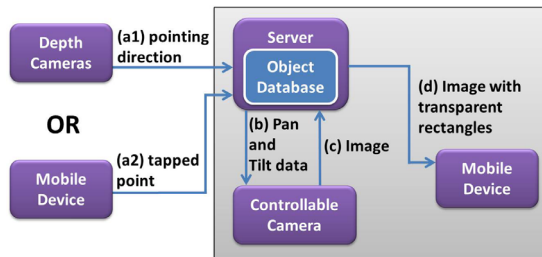 Depth
Cameras
(a1) pointing
direction
OR
Mobile
Device
(a2) tapped
point
Server
Object
Database
(b) Pan
and
Tilt data
(c) Image
Controllable
Camera
(d) Image with
transparent
rectangles
Mobile
Device